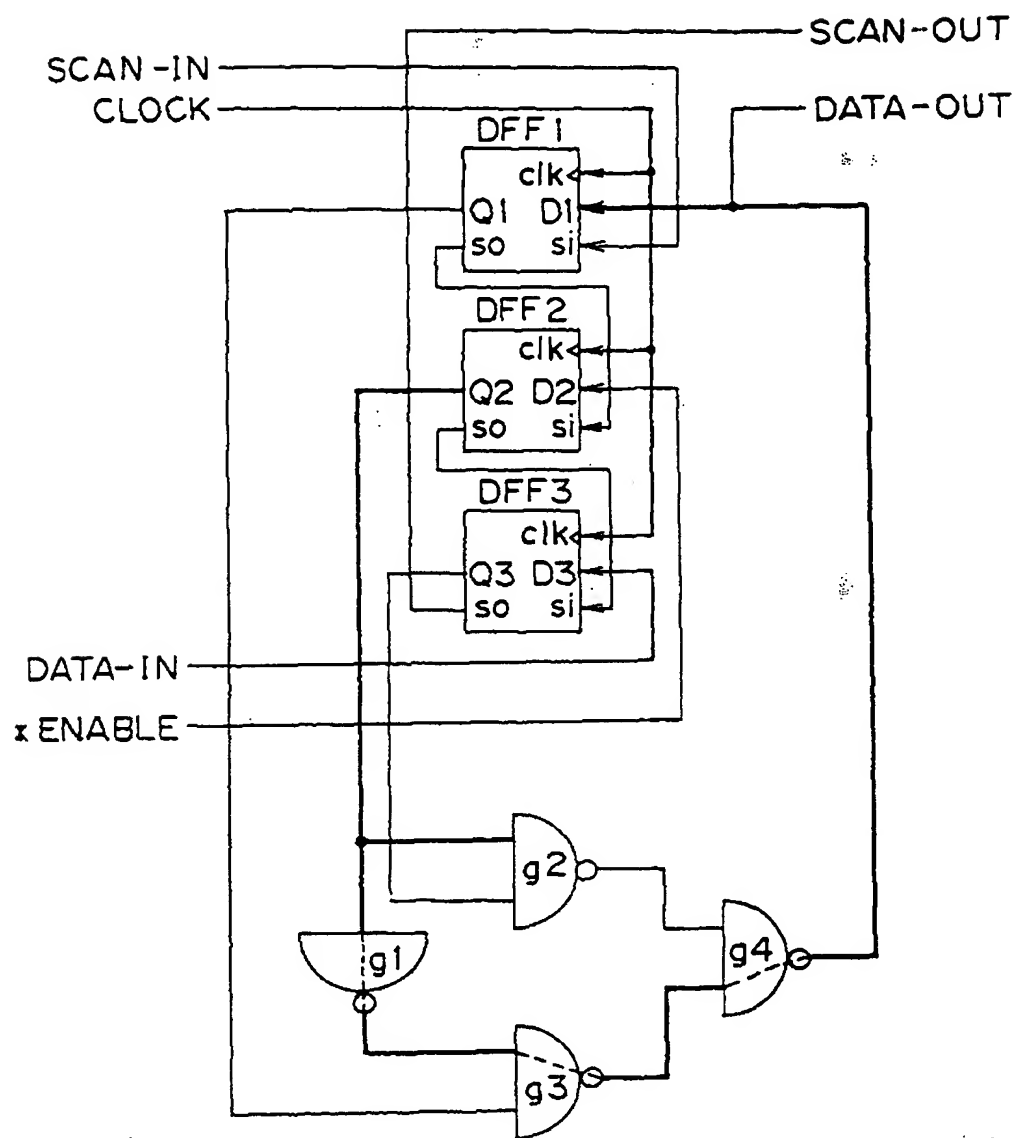 SCAN-OUT
SCAN-IN
CLOCK
DATA-OUT
DFF1
clk
Q1 D1
so si
DFF2
clk
Q2 D2
so si
DFF3
clk
Q3 D3
so si
DATA-IN
x ENABLE
g2
g1
g4
g3